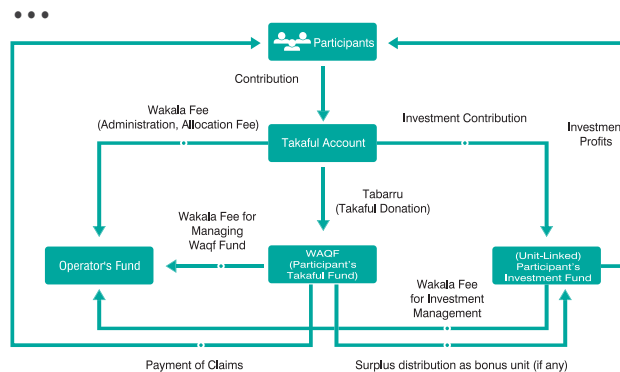 Participants
Contribution
Wakala Fee
(Administration, Allocation Fee)
Investment Contribution
Profits
Takaful Account
Tabarru
(Takaful Donation)
Wakala Fee for
Managing
Waqf Fund
Operator's Fund
WAQF
(Participant's
Takaful Fund)
(Unit-Linked)
Participant's
Investment Fund
Wakala Fee
for Investment
Management
Payment of Claims
Surplus distribution as bonus unit (if any)